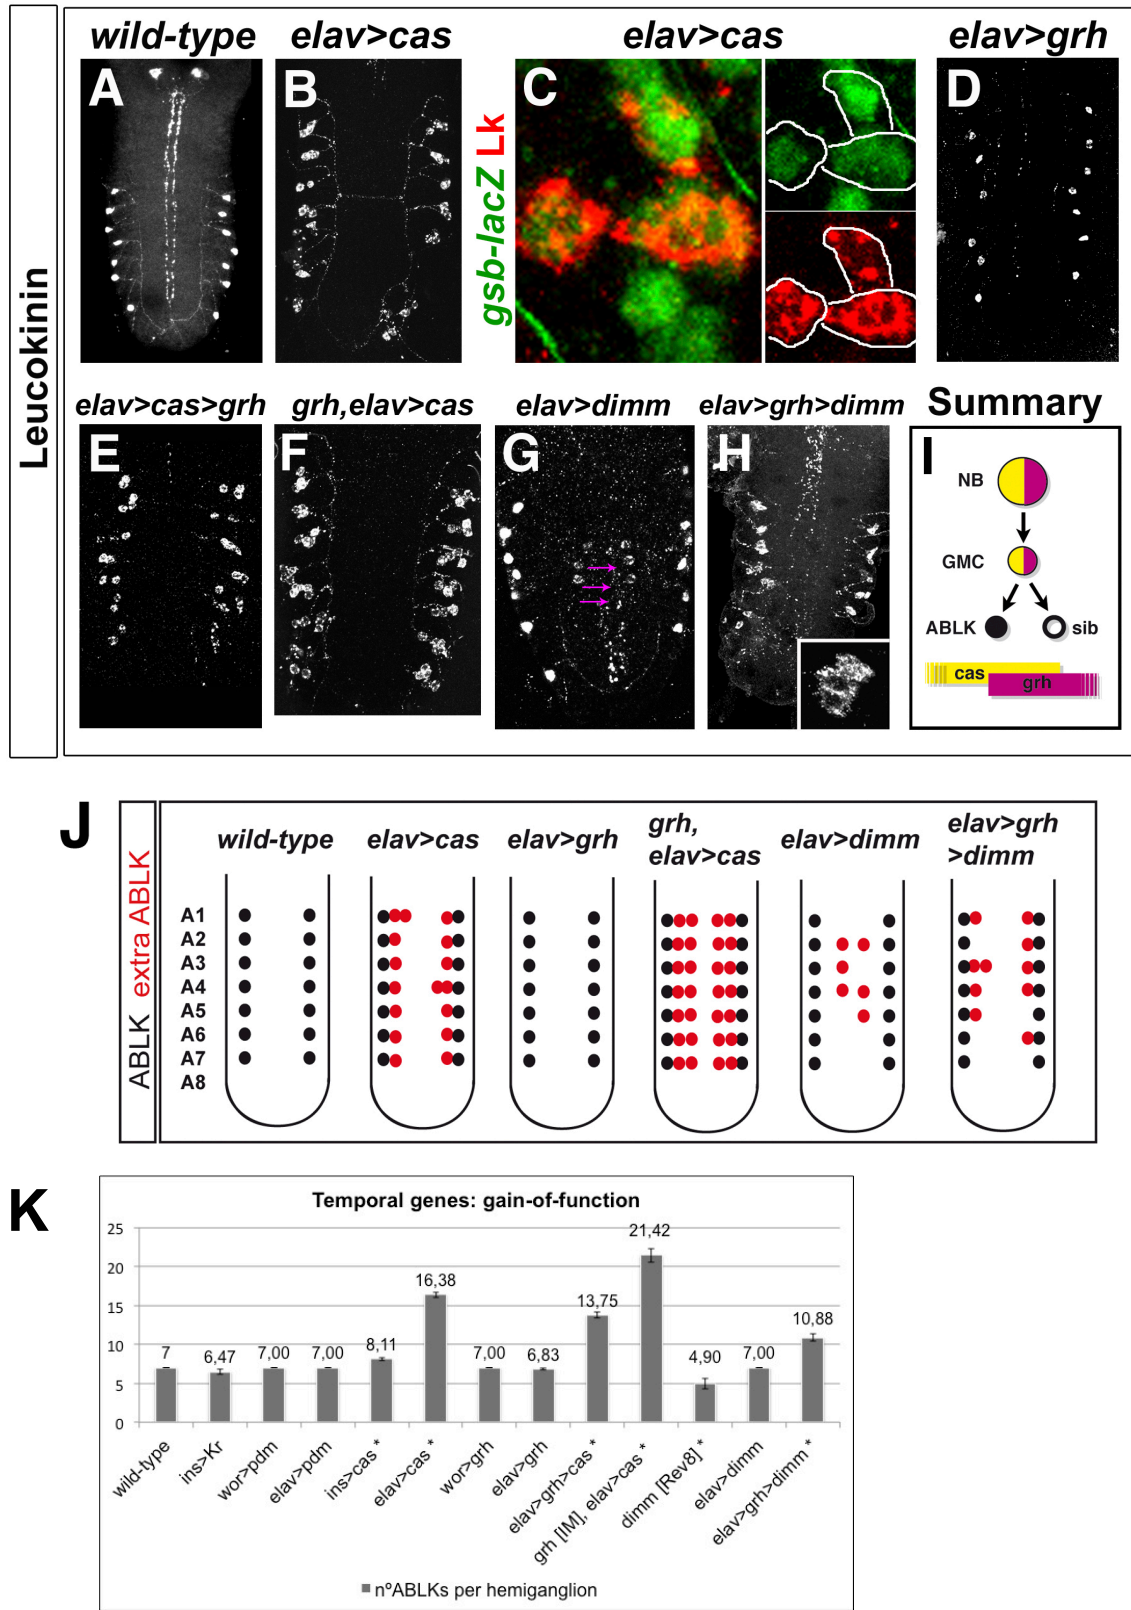 wild-type
elav>cas
elav>cas
elav>grh
Leucokinin
A
B
gsb-lacZ Lk
C
D
elav>cas>grh
grh,elav>cas
elav>dimm
elav>grh>dimm
Summary
E
F
G
H
I
NB
GMC
ABLK
sib
cas
grh
J
ABLK extra ABLK
wild-type
elav>cas
elav>grh
grh,
elav>cas
elav>dimm
elav>grh
>dimm
A1
A2
A3
A4
A5
A6
A7
A8
K
Temporal genes: gain-of-function
25
20
15
10
5
0
7
6,47
7,00
7,00
8,11
16,38
7,00
6,83
13,75
21,42
4,90
7,00
10,88
wild-type
ins>Kr
wor>pdm
elav>pdm
ins>cas *
elav>cas *
wor>grh
elav>grh
elav>grh>cas *
grh [IM], elav>cas *
dimm [Rev8] *
elav>dimm
elav>grh>dimm *
nºABLKs per hemiganglion